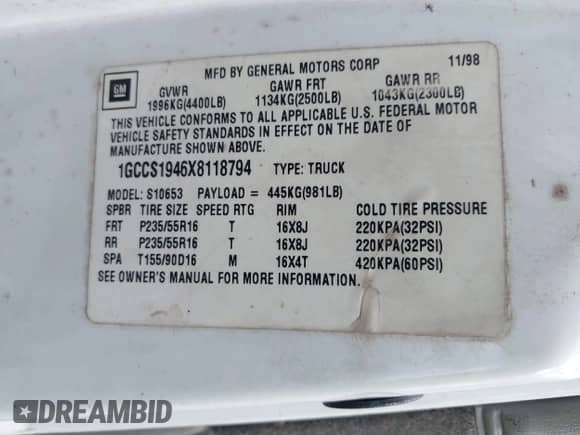 MFD BY GENERAL MOTORS CORP 11/98
GM
GVWR GAWR FRT GAWR RR
1996KG(4400LB) 1134KG(2500LB) 1043KG(2300LB)
THIS VEHICLE CONFORMS TO ALL APPLICABLE U.S. FEDERAL MOTOR
VEHICLE SAFETY STANDARDS IN EFFECT ON THE DATE OF
MANUFACTURE SHOWN ABOVE.
1GCCS1946X8118794 TYPE: TRUCK
MODEL: S10653 PAYLOAD = 445KG(981LB)
SPBR TIRE SIZE SPEED RTG RIM COLD TIRE PRESSURE
FRT P235/55R16 T 16X8J 220KPA(32PSI)
RR P235/55R16 T 16X8J 220KPA(32PSI)
SPA T155/90D16 M 16X4T 420KPA(60PSI)
SEE OWNER'S MANUAL FOR MORE INFORMATION.
DREAMBID